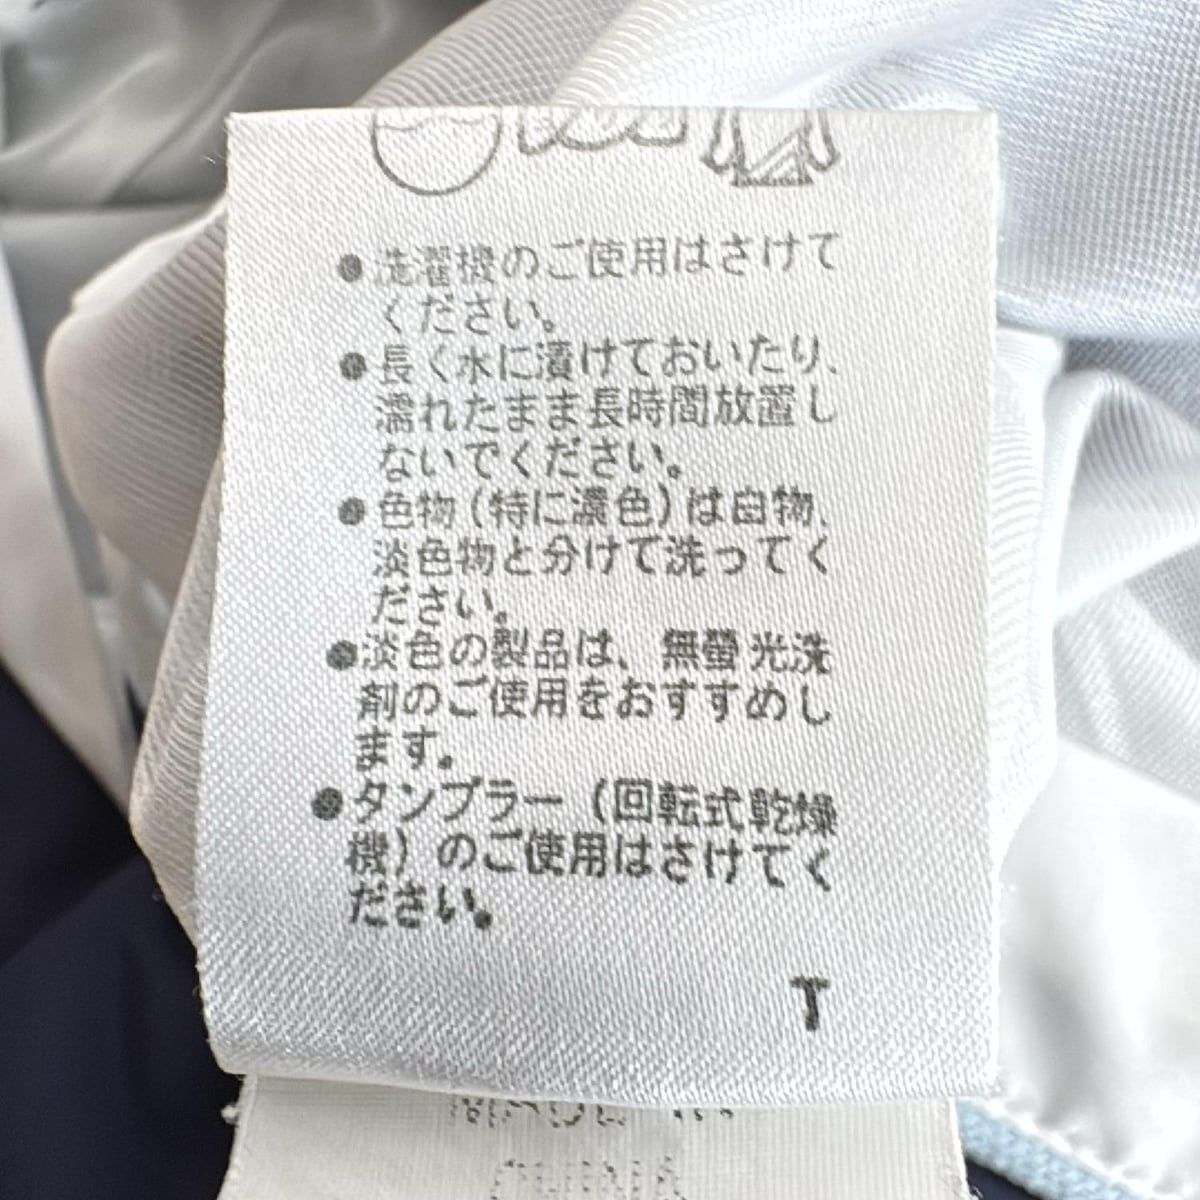 ●洗濯機のご使用はさけて
ください。
●長く水に漬けておいたり、
濡れたまま長時間放置し
ないでください。
●色物(特に濃色)は白物、
淡色物と分けて洗ってく
ださい。
●淡色の製品は、無螢光洗
剤のご使用をおすすめし
ます。
●タンブラー(回転式乾燥
機)のご使用はさけてく
ださい。
T
MADE IN
CHINA